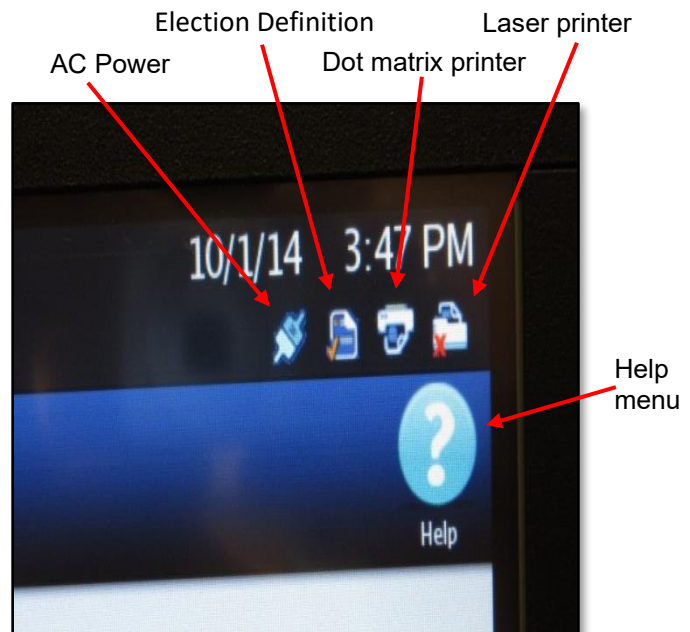 Election Definition
Laser printer
AC Power
Dot matrix printer
10/1/14 3:47 PM
Help
menu
Help